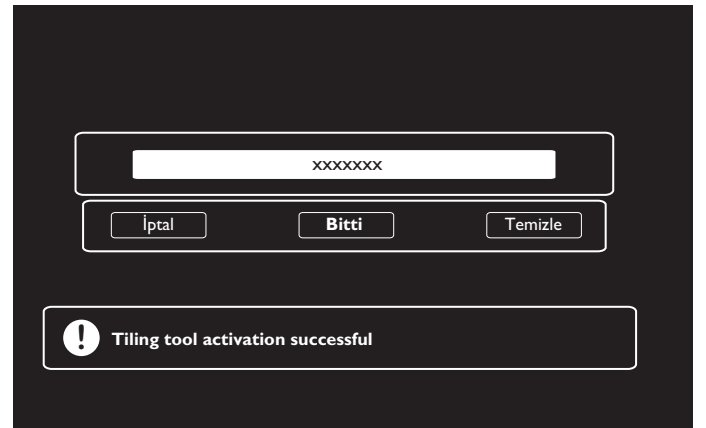 xxxxxxx
İptal Bitti Temizle
! Tiling tool activation successful